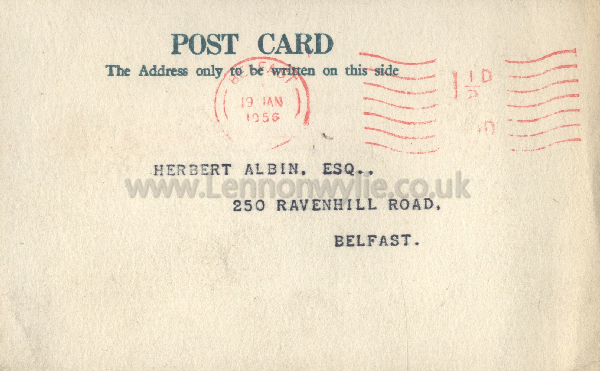 POST CARD
The Address only to be written on this side
BELFAST
19 JAN
1956
1½D
HERBERT ALBIN, ESQ.,
www.Lennonwylie.co.uk
250 RAVENHILL ROAD,
BELFAST.